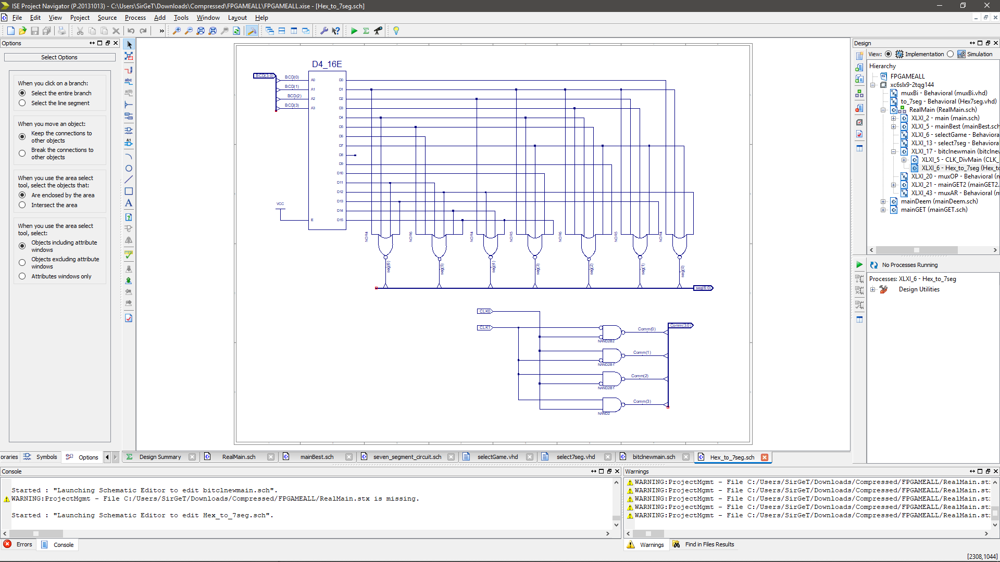 ISE Project Navigator (P.20131013) - C:\Users\SirGeT\Downloads\Compressed\FPGAMEALL\FPGAMEALL.xise - [Hex_to_7seg.sch]
File Edit View Project Source Process Add Tools Window Layout Help
Options
Select Options
When you click on a branch:
Select the entire branch
Select the line segment
When you move an object:
Keep the connections to
other objects
Break the connections to
other objects
When you use the area select
tool, select the objects that:
Are enclosed by the area
Intersect the area
When you use the area select
tool, select:
Objects including attribute
windows
Objects excluding attribute
windows
Attributes windows only
oraries Symbols Options
D4_16E
BCD(3:0)
BCD(0)
BCD(1)
BCD(2)
BCD(3)
A0
A1
A2
A3
E
VCC
D0
D1
D2
D3
D4
D5
D6
D7
D8
D9
D10
D11
D12
D13
D14
D15
NOR4 NOR6 NOR4 NOR5 NOR6 NOR5 NOR4
seg(6) seg(5) seg(4) seg(3) seg(2) seg(1) seg(0)
seg(6:0)
CLK0
CLK1
NAND2B2
NAND2B1
NAND2B1
NAND2
Comm(0)
Comm(1)
Comm(2)
Comm(3)
Comm(3:0)
Design Summary RealMain.sch mainBest.sch seven_segment_circuit.sch selectGame.vhd select7seg.vhd bitclnewmain.sch Hex_to_7seg.sch
Design
View: Implementation Simulation
Hierarchy
FPGAMEALL
xc6slx9-2tqg144
muxBi - Behavioral (muxBi.vhd)
to_7seg - Behavioral (Hex7seg.vhd)
RealMain (RealMain.sch)
XLXI_2 - main (main.sch)
XLXI_5 - mainBest (mainBest.sch
XLXI_6 - selectGame - Behaviora
XLXI_13 - select7seg - Behaviora
XLXI_17 - bitclnewmain (bitclnev
XLXI_5 - CLK_DivMain (CLK_
XLXI_6 - Hex_to_7seg (Hex_to
XLXI_20 - muxOP - Behavioral (n
XLXI_21 - mainGET2 (mainGET2.
XLXI_43 - muxAR - Behavioral (m
mainDeem (mainDeem.sch)
mainGET (mainGET.sch)
No Processes Running
Processes: XLXI_6 - Hex_to_7seg
Design Utilities
Console
Started : "Launching Schematic Editor to edit bitclnewmain.sch".
WARNING:ProjectMgmt - File C:/Users/SirGeT/Downloads/Compressed/FPGAMEALL/RealMain.stx is missing.
Started : "Launching Schematic Editor to edit Hex_to_7seg.sch".
Errors Console
Warnings
WARNING:ProjectMgmt - File C:/Users/SirGeT/Downloads/Compressed/FPGAMEALL/RealMain.stx
WARNING:ProjectMgmt - File C:/Users/SirGeT/Downloads/Compressed/FPGAMEALL/RealMain.st
WARNING:ProjectMgmt - File C:/Users/SirGeT/Downloads/Compressed/FPGAMEALL/RealMain.st
WARNING:ProjectMgmt - File C:/Users/SirGeT/Downloads/Compressed/FPGAMEALL/RealMain.st
WARNING:ProjectMgmt - File C:/Users/SirGeT/Downloads/Compressed/FPGAMEALL/RealMain.st
Warnings Find in Files Results
[2308,1044]